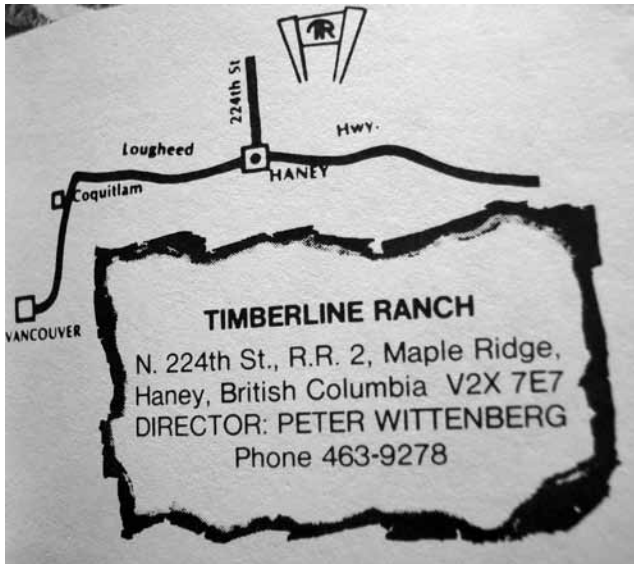 TR
224th St
Lougheed Hwy.
HANEY
Coquitlam
VANCOUVER
TIMBERLINE RANCH
N. 224th St., R.R. 2, Maple Ridge,
Haney, British Columbia V2X 7E7
DIRECTOR: PETER WITTENBERG
Phone 463-9278